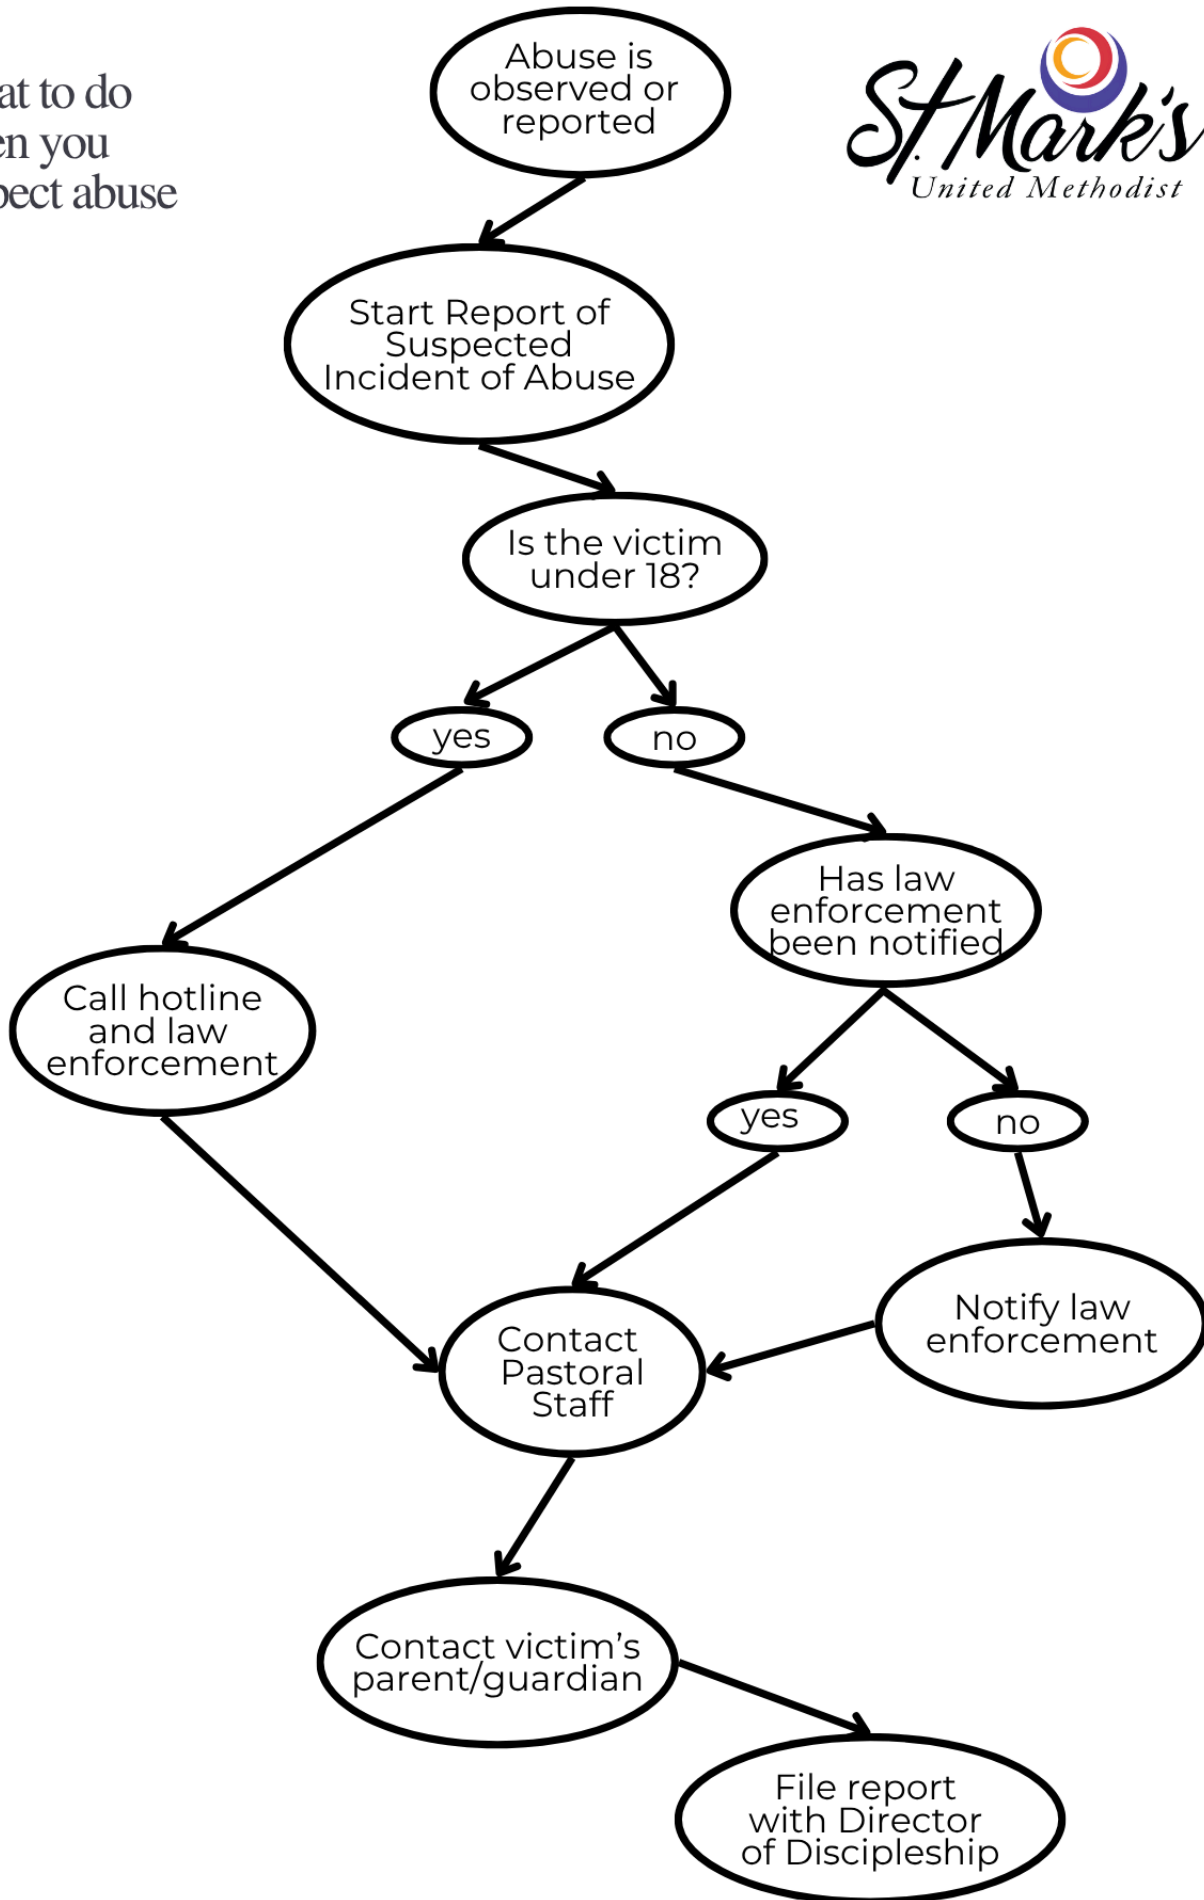 Abuse is
observed or
reported
at to do
en you
pect abuse
St. Mark's
United Methodist
Start Report of
Suspected
Incident of Abuse
Is the victim
under 18?
yes
no
Has law
enforcement
been notified
Call hotline
and law
enforcement
yes
no
Notify law
enforcement
Contact
Pastoral
Staff
Contact victim’s
parent/guardian
File report
with Director
of Discipleship